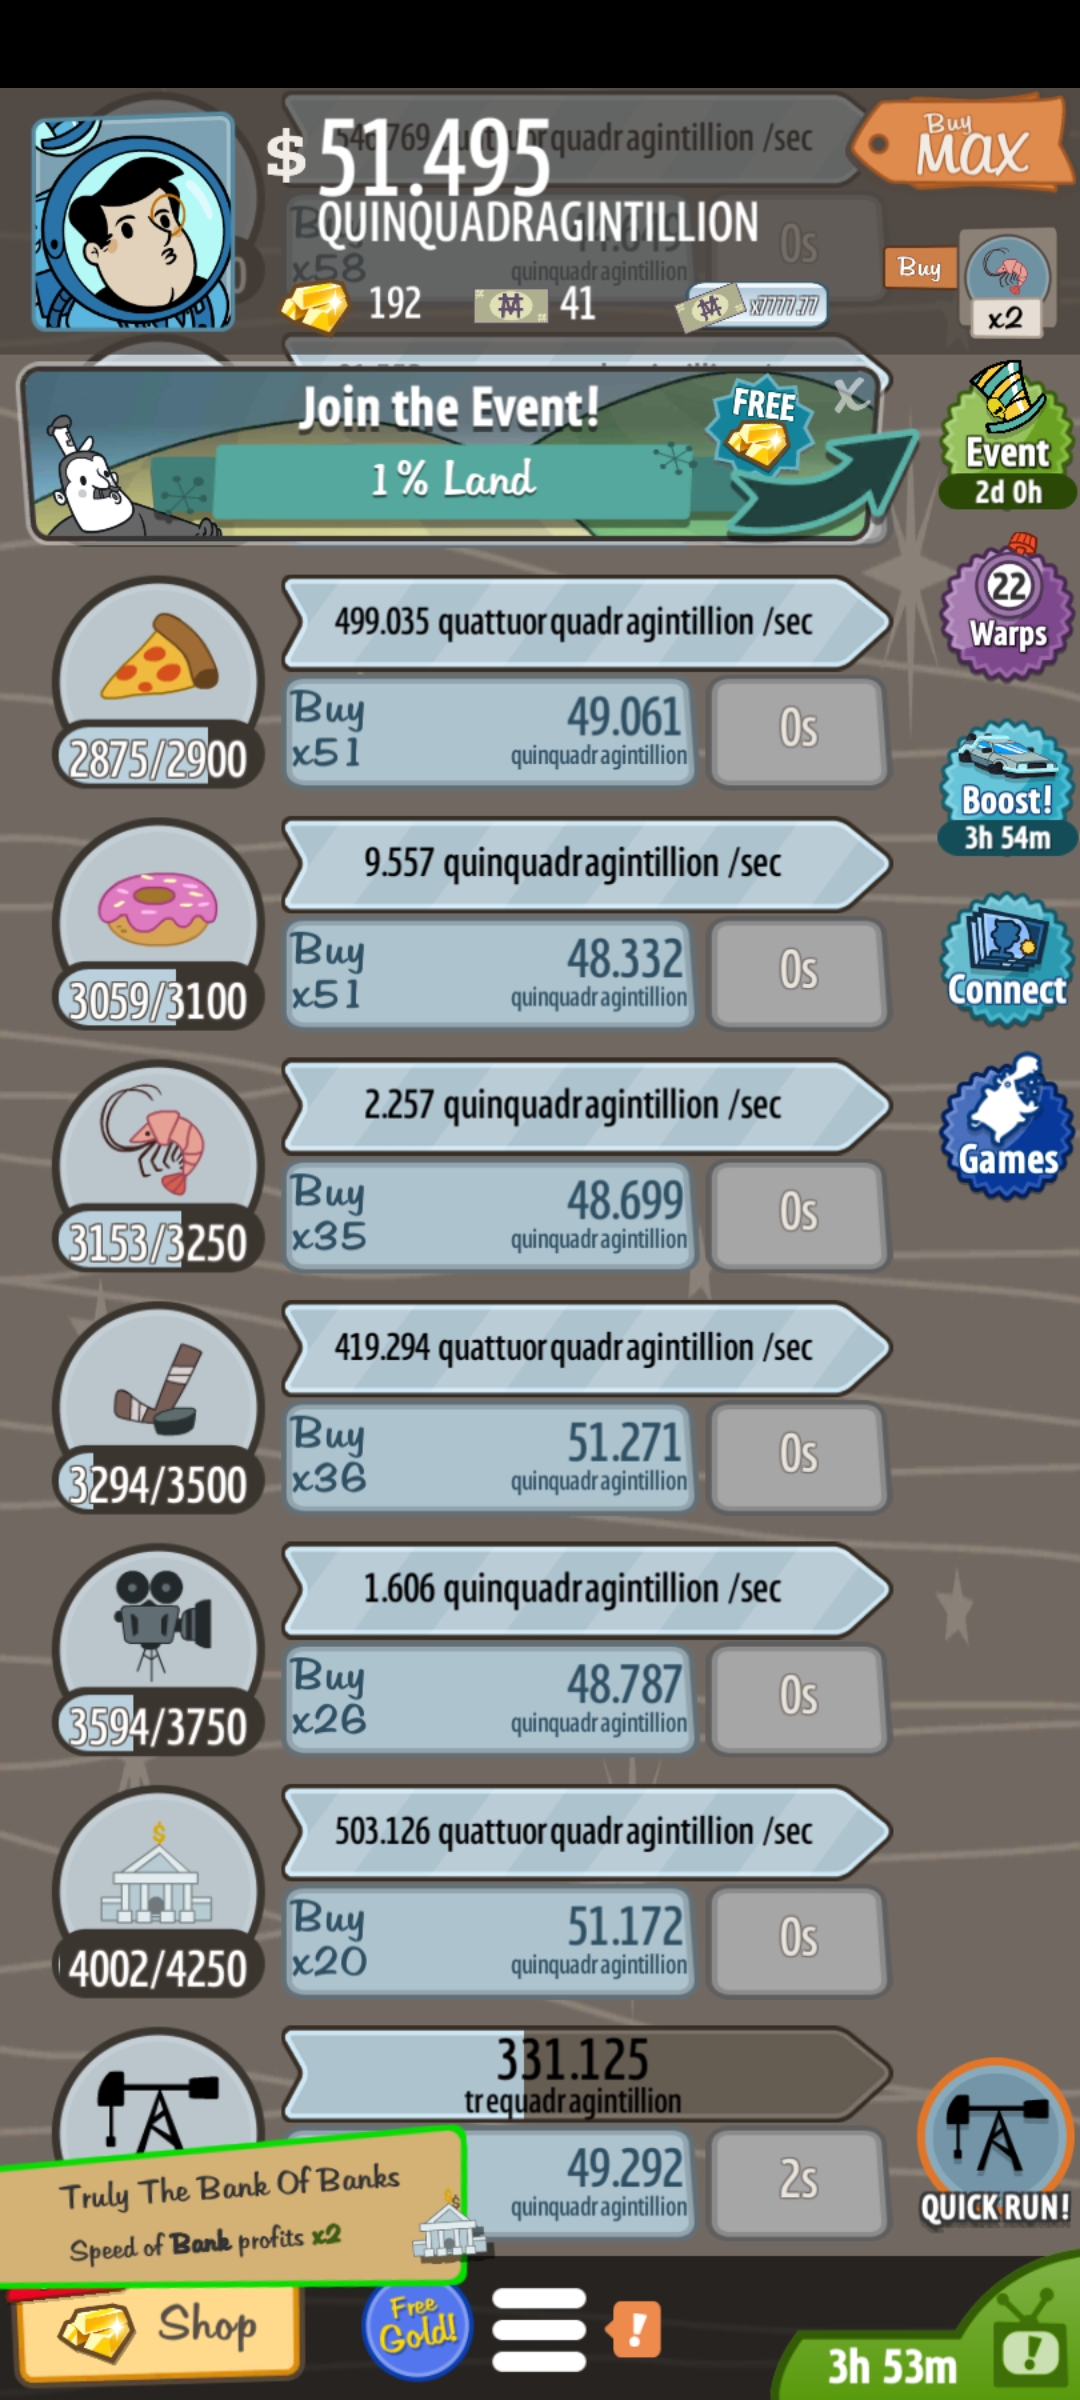 quattuorquadragintillion /sec
Buy
MAX
$ 51.495
QUINQUADRAGINTILLION
x58
quinquadragintillion
0s
192
41
x7777.77
Buy
x2
Join the Event!
1% Land
FREE
x
Event
2d 0h
499.035 quattuorquadragintillion /sec
22
Warps
Buy
x51
49.061
quinquadragintillion
0s
2875/2900
Boost!
3h 54m
9.557 quinquadragintillion /sec
Buy
x51
48.332
quinquadragintillion
0s
3059/3100
Connect
2.257 quinquadragintillion /sec
Games
Buy
x35
48.699
quinquadragintillion
0s
3153/3250
419.294 quattuorquadragintillion /sec
Buy
x36
51.271
quinquadragintillion
0s
3294/3500
1.606 quinquadragintillion /sec
Buy
x26
48.787
quinquadragintillion
0s
3594/3750
503.126 quattuorquadragintillion /sec
Buy
x20
51.172
quinquadragintillion
0s
4002/4250
331.125
trequadragintillion
49.292
quinquadragintillion
2s
QUICK RUN!
Truly The Bank Of Banks
Speed of Bank profits x2
Shop
Free
Gold!
!
3h 53m
!